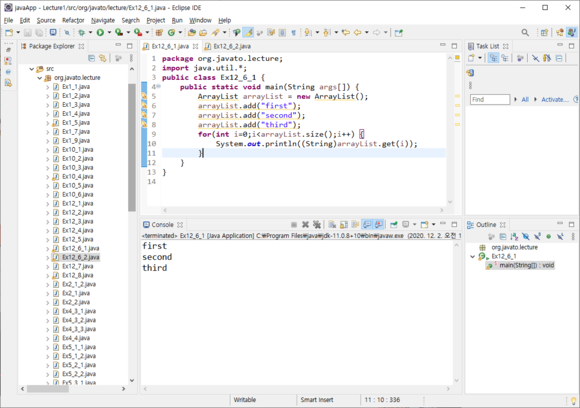 javaApp - Lecture1/src/org/javato/lecture/Ex12_6_1.java - Eclipse IDE
File Edit Source Refactor Navigate Search Project Run Window Help
Package Explorer
src
org.javato.lecture
Ex1_1.java
Ex1_2.java
Ex1_3.java
Ex1_4.java
Ex1_5.java
Ex1_7.java
Ex1_9.java
Ex10_1.java
Ex10_2.java
Ex10_3.java
Ex10_4.java
Ex10_5.java
Ex10_6.java
Ex12_1.java
Ex12_2.java
Ex12_3.java
Ex12_4.java
Ex12_5.java
Ex12_6_1.java
Ex12_6_2.java
Ex12_7.java
Ex12_8.java
Ex2_1_2.java
Ex2_1.java
Ex2_2.java
Ex4_3_1.java
Ex4_3_2.java
Ex4_3_3.java
Ex4_4.java
Ex5_1_1.java
Ex5_1_2.java
Ex5_2_1.java
Ex5_2_2.java
Ex5_3_1.java
Ex12_6_1.java Ex12_6_2.java
1 package org.javato.lecture;
2 import java.util.*;
3 public class Ex12_6_1 {
4 public static void main(String args[]) {
5 ArrayList arrayList = new ArrayList();
6 arrayList.add("first");
7 arrayList.add("second");
8 arrayList.add("third");
9 for(int i=0;i<arrayList.size();i++) {
10 System.out.println((String)arrayList.get(i));
11 }
12 }
13 }
14
Console
<terminated> Ex12_6_1 [Java Application] C:₩Program Files₩java₩jdk-11.0.8+10₩bin₩javaw.exe (2020. 12. 2. 오전 1
first
second
third
Task List
Find All Activate...
Outline
org.javato.lecture
Ex12_6_1
main(String[]) : void
Writable Smart Insert 11 : 10 : 336